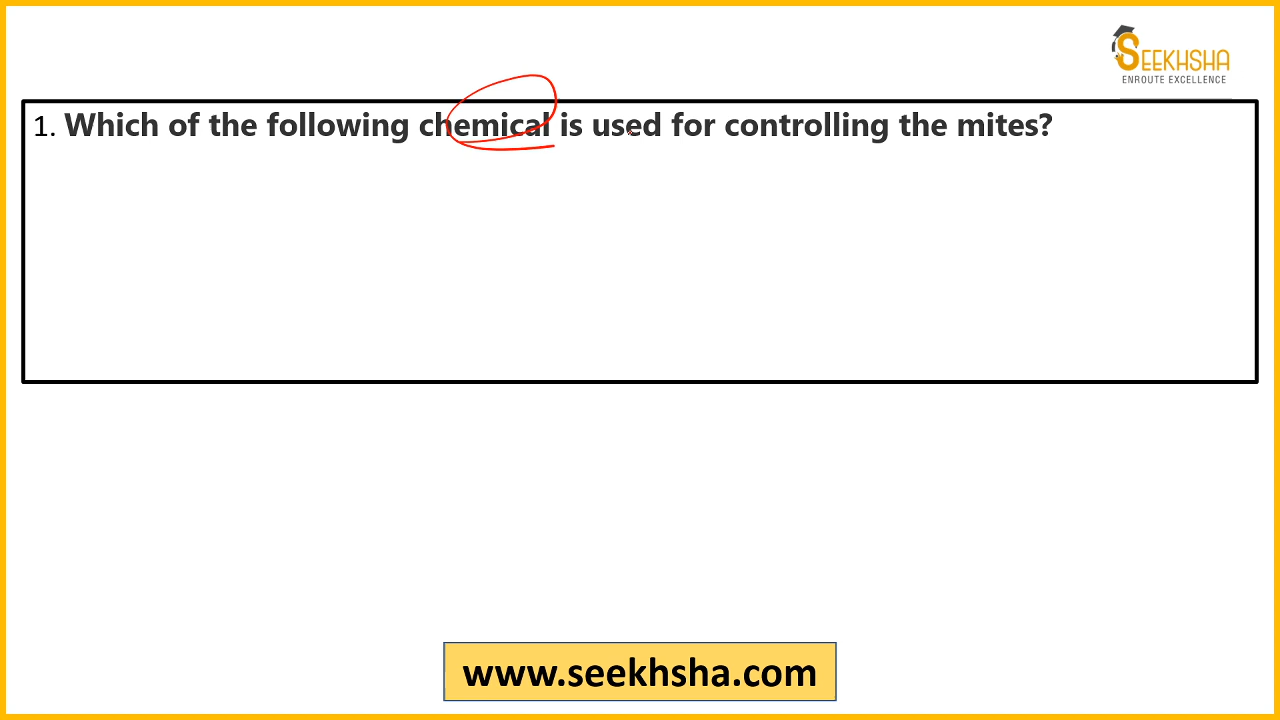 SEEKHSHA
ENROUTE EXCELLENCE
1. Which of the following chemical is used for controlling the mites?
www.seekhsha.com